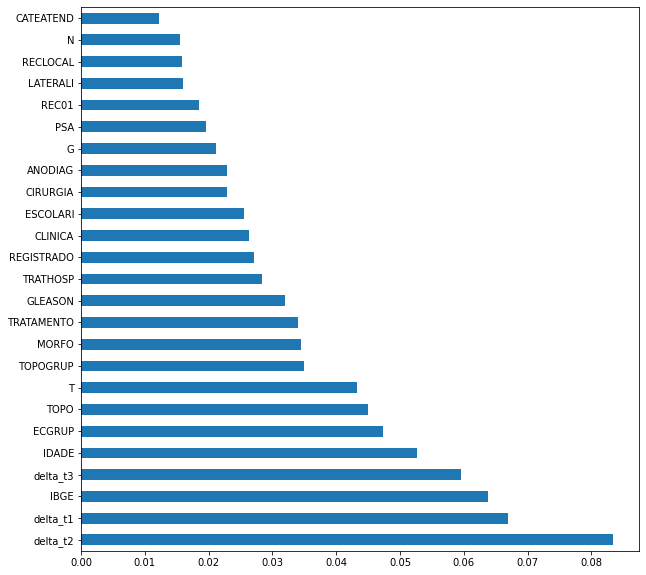 CATEATEND
N
RECLOCAL
LATERALI
REC01
PSA
G
ANODIAG
CIRURGIA
ESCOLARI
CLINICA
REGISTRADO
TRATHOSP
GLEASON
TRATAMENTO
MORFO
TOPOGRUP
T
TOPO
ECGRUP
IDADE
delta_t3
IBGE
delta_t1
delta_t2
0.00 0.01 0.02 0.03 0.04 0.05 0.06 0.07 0.08